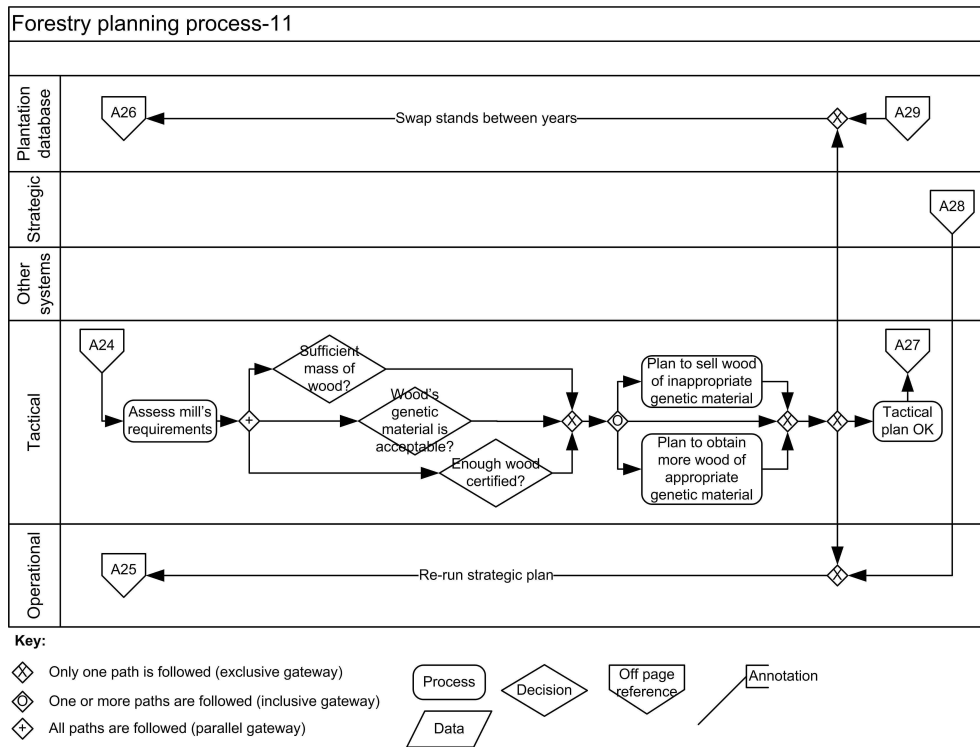 Forestry planning process-11
Plantation
database
A26
Swap stands between years
A29
Strategic
A28
Other
systems
Tactical
A24
Assess mill's
requirements
Sufficient
mass of
wood?
Wood's
genetic
material is
acceptable?
Enough wood
certified?
Plan to sell wood
of inappropriate
genetic material
Plan to obtain
more wood of
appropriate
genetic material
A27
Tactical
plan OK
Operational
A25
Re-run strategic plan
Key:
Only one path is followed (exclusive gateway)
One or more paths are followed (inclusive gateway)
All paths are followed (parallel gateway)
Process
Data
Decision
Off page
reference
Annotation